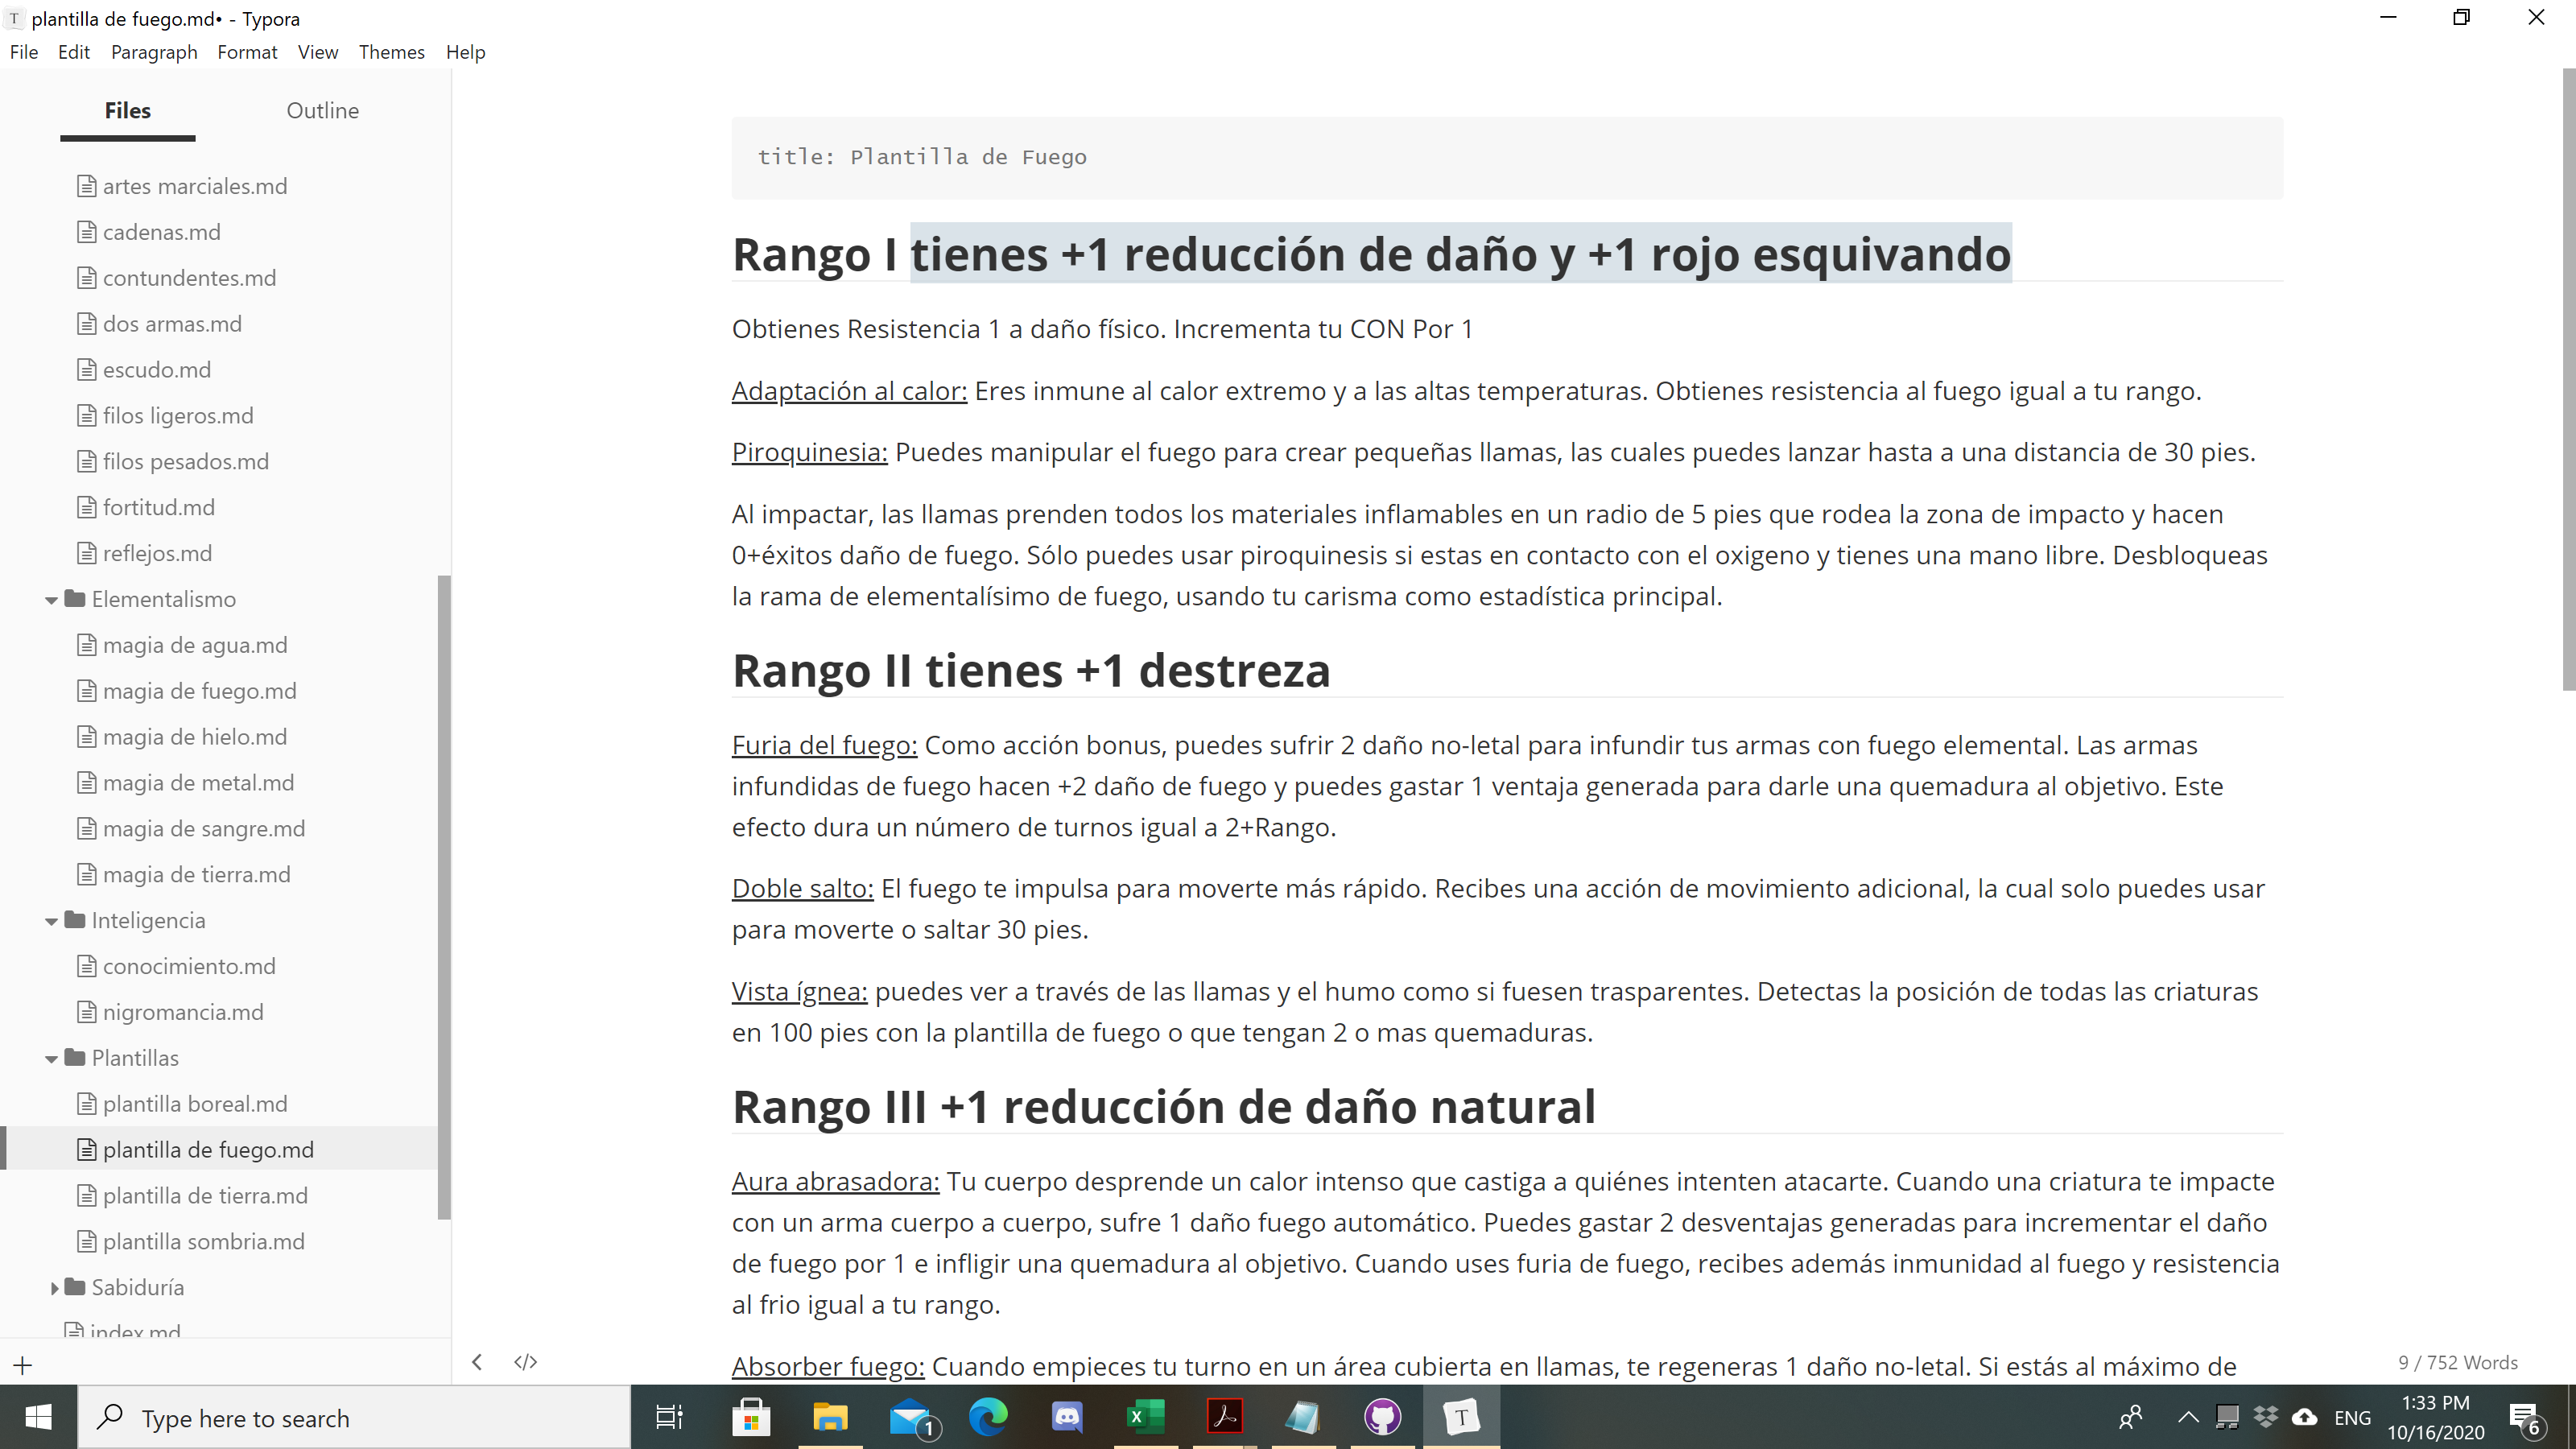 plantilla de fuego.md• - Typora
File Edit Paragraph Format View Themes Help
Files Outline
artes marciales.md
cadenas.md
contundentes.md
dos armas.md
escudo.md
filos ligeros.md
filos pesados.md
fortitud.md
reflejos.md
Elementalismo
magia de agua.md
magia de fuego.md
magia de hielo.md
magia de metal.md
magia de sangre.md
magia de tierra.md
Inteligencia
conocimiento.md
nigromancia.md
Plantillas
plantilla boreal.md
plantilla de fuego.md
plantilla de tierra.md
plantilla sombria.md
Sabiduría
index.md
title: Plantilla de Fuego
Rango I tienes +1 reducción de daño y +1 rojo esquivando
Obtienes Resistencia 1 a daño físico. Incrementa tu CON Por 1
Adaptación al calor: Eres inmune al calor extremo y a las altas temperaturas. Obtienes resistencia al fuego igual a tu rango.
Piroquinesia: Puedes manipular el fuego para crear pequeñas llamas, las cuales puedes lanzar hasta a una distancia de 30 pies.
Al impactar, las llamas prenden todos los materiales inflamables en un radio de 5 pies que rodea la zona de impacto y hacen
0+éxitos daño de fuego. Sólo puedes usar piroquinesis si estas en contacto con el oxigeno y tienes una mano libre. Desbloqueas
la rama de elementalísimo de fuego, usando tu carisma como estadística principal.
Rango II tienes +1 destreza
Furia del fuego: Como acción bonus, puedes sufrir 2 daño no-letal para infundir tus armas con fuego elemental. Las armas
infundidas de fuego hacen +2 daño de fuego y puedes gastar 1 ventaja generada para darle una quemadura al objetivo. Este
efecto dura un número de turnos igual a 2+Rango.
Doble salto: El fuego te impulsa para moverte más rápido. Recibes una acción de movimiento adicional, la cual solo puedes usar
para moverte o saltar 30 pies.
Vista ígnea: puedes ver a través de las llamas y el humo como si fuesen trasparentes. Detectas la posición de todas las criaturas
en 100 pies con la plantilla de fuego o que tengan 2 o mas quemaduras.
Rango III +1 reducción de daño natural
Aura abrasadora: Tu cuerpo desprende un calor intenso que castiga a quiénes intenten atacarte. Cuando una criatura te impacte
con un arma cuerpo a cuerpo, sufre 1 daño fuego automático. Puedes gastar 2 desventajas generadas para incrementar el daño
de fuego por 1 e infligir una quemadura al objetivo. Cuando uses furia de fuego, recibes además inmunidad al fuego y resistencia
al frio igual a tu rango.
Absorber fuego: Cuando empieces tu turno en un área cubierta en llamas, te regeneras 1 daño no-letal. Si estás al máximo de
9 / 752 Words
Type here to search
1
ENG
1:33 PM
10/16/2020
6